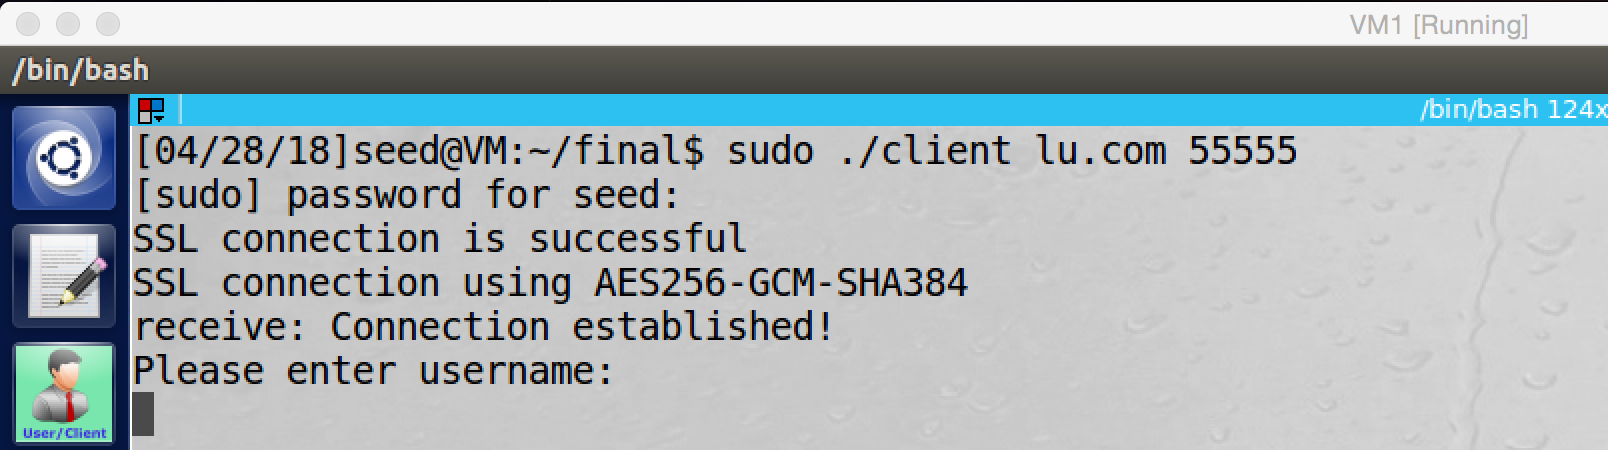 VM1 [Running]
/bin/bash
/bin/bash 124x
[04/28/18]seed@VM:~/final$ sudo ./client lu.com 55555
[sudo] password for seed:
SSL connection is successful
SSL connection using AES256-GCM-SHA384
receive: Connection established!
Please enter username:
User/Client